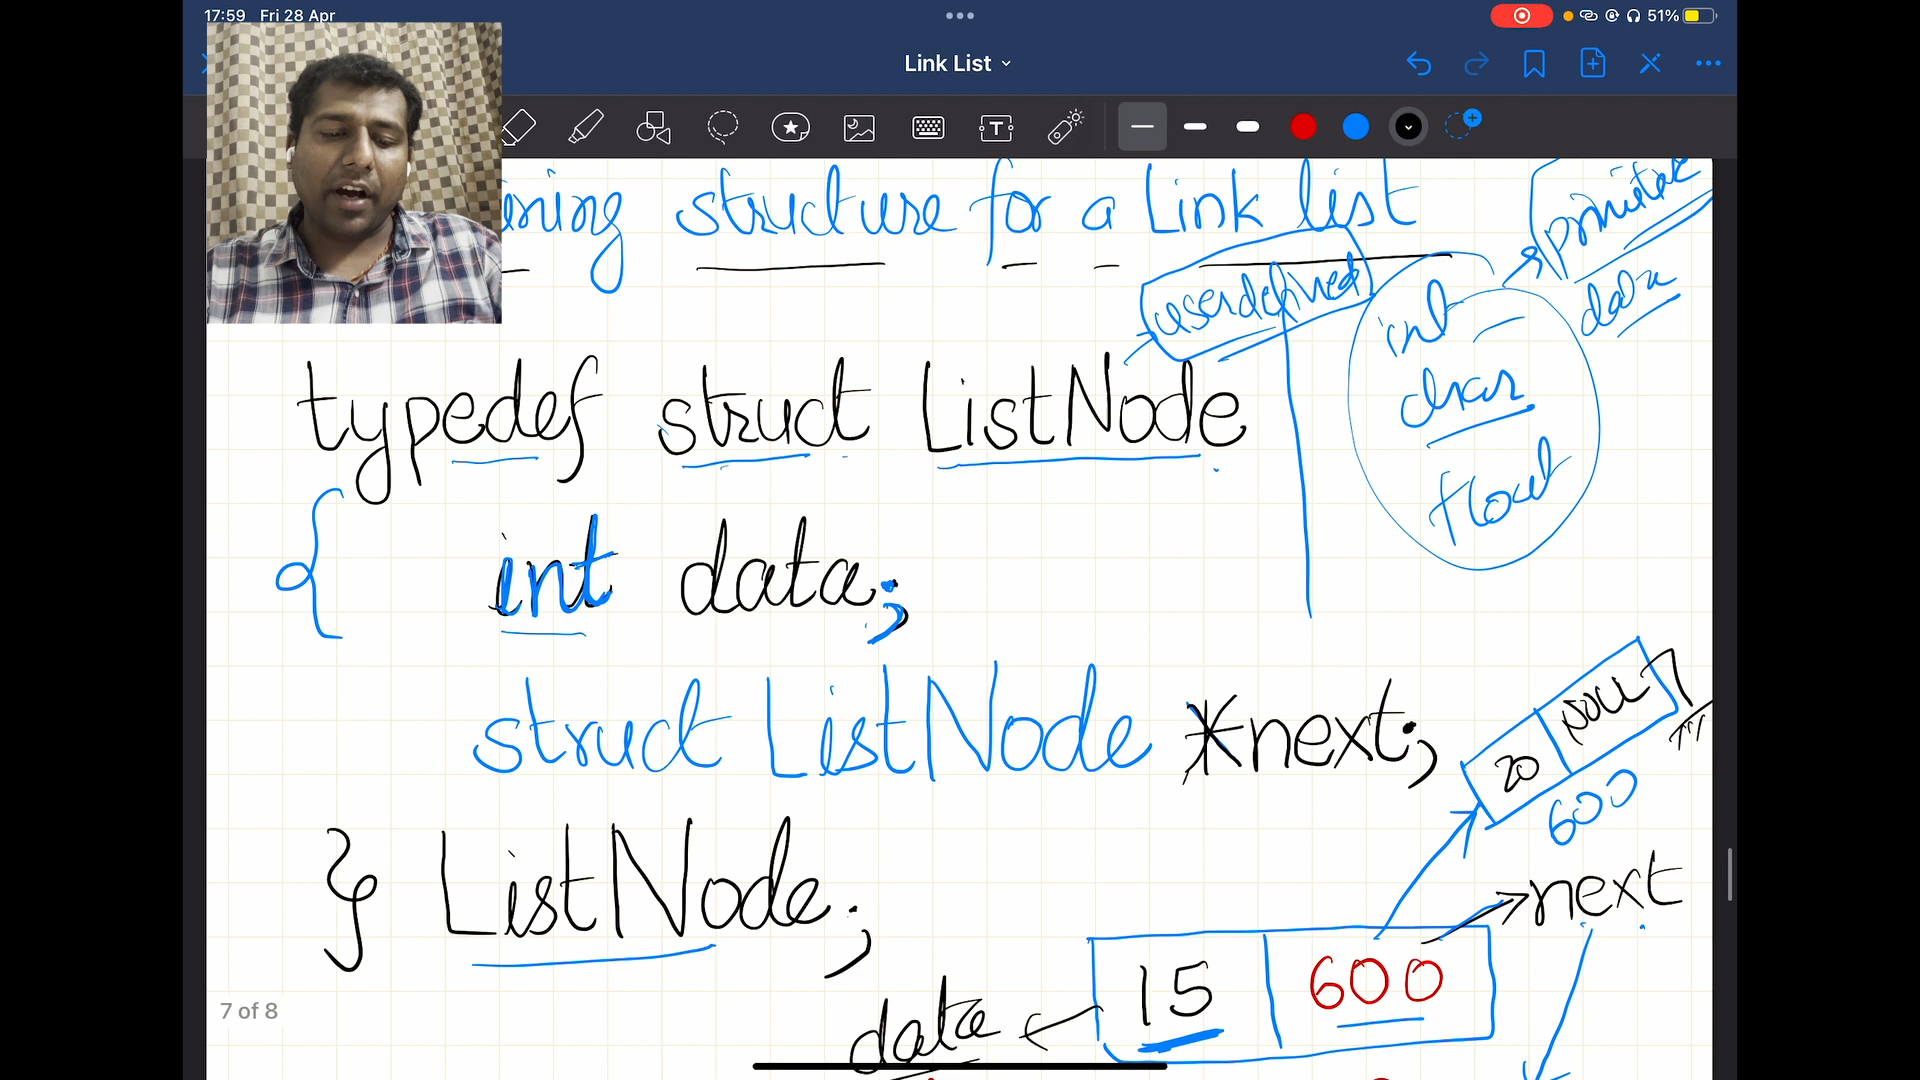 17:59 Fri 28 Apr
51%
Link List
ining structure for a Link list
userdefined
data
int
char
float
typedef struct ListNode
{ int data;
struct ListNode *next;
} ListNode;
20 NULL
600
next
15 600
data
7 of 8